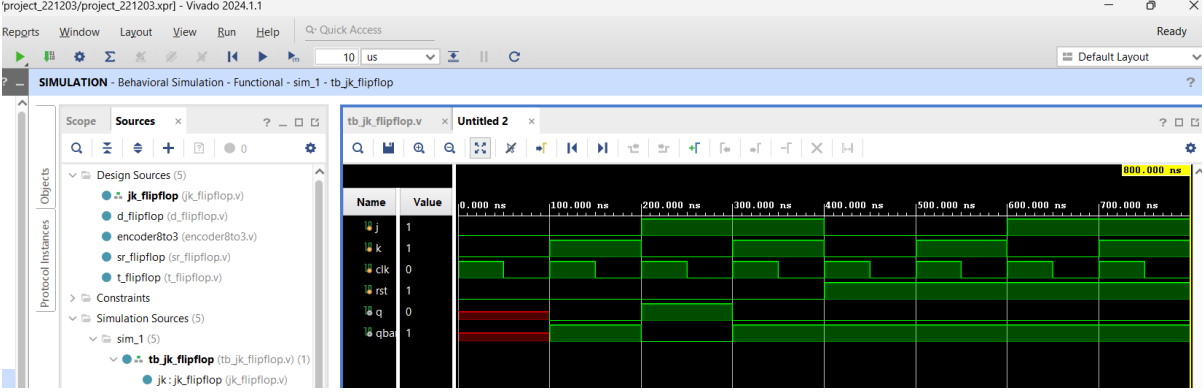 'project_221203/project_221203.xpr] - Vivado 2024.1.1
Reports Window Layout View Run Help Quick Access Ready
10 us Default Layout
? SIMULATION - Behavioral Simulation - Functional - sim_1 - tb_jk_flipflop ?
Scope Sources × ? tb_jk_flipflop.v × Untitled 2 × ?
0
Objects
Protocol Instances
Design Sources (5)
jk_flipflop (jk_flipflop.v)
d_flipflop (d_flipflop.v)
encoder8to3 (encoder8to3.v)
sr_flipflop (sr_flipflop.v)
t_flipflop (t_flipflop.v)
Constraints
Simulation Sources (5)
sim_1 (5)
tb_jk_flipflop (tb_jk_flipflop.v) (1)
jk : jk_flipflop (jk_flipflop.v)
800.000 ns
Name Value 0.000 ns 100.000 ns 200.000 ns 300.000 ns 400.000 ns 500.000 ns 600.000 ns 700.000 ns
j 1
k 1
clk 0
rst 1
q 0
qba 1